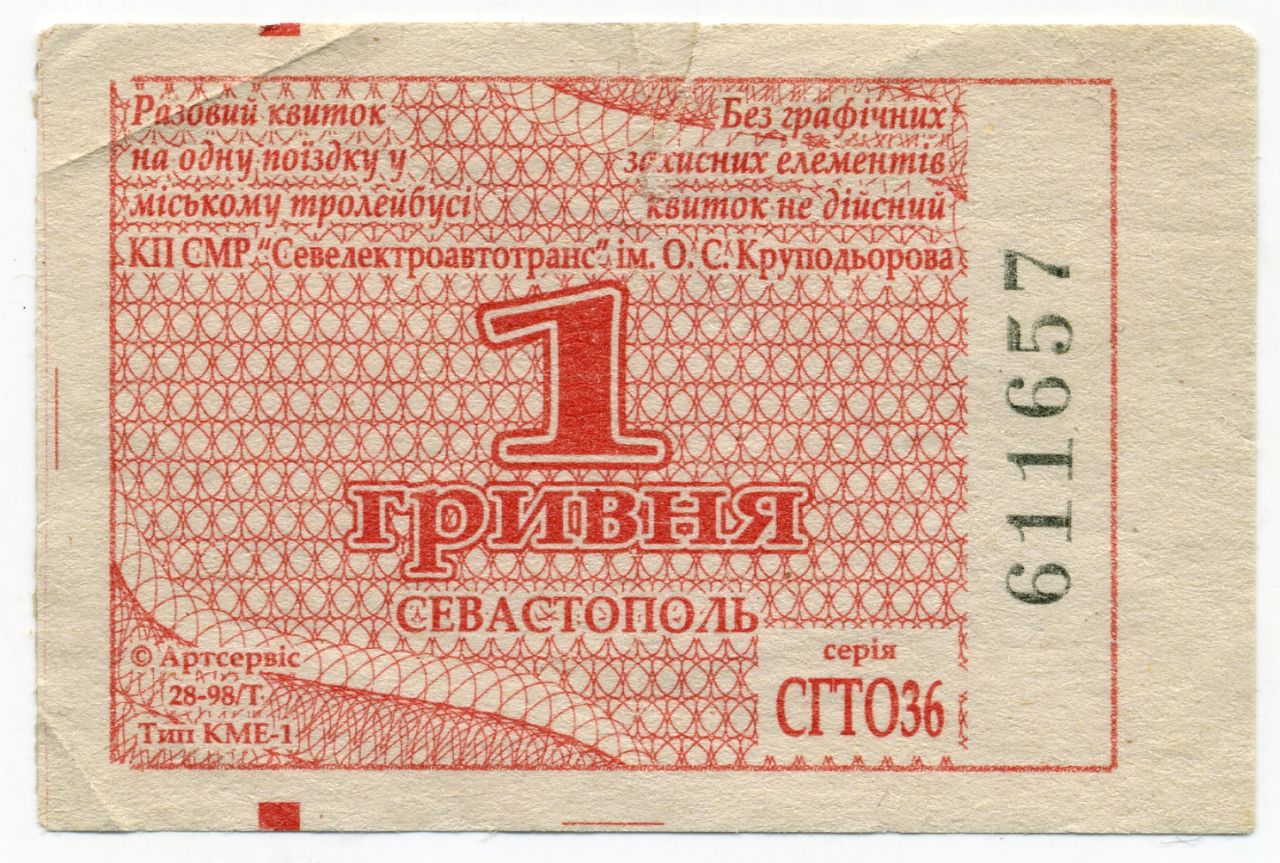 Разовий квиток
на одну поїздку у
міському тролейбусі
Без графічних
захисних елементів
квиток не дійсний
КП СМР "Севелектроавтотранс" ім. О. С. Круподьорова
1
гривня
СЕВАСТОПОЛЬ
© Артсервіс
28-98/Т
Тип КМЕ-1
серія
СГТО36
611657